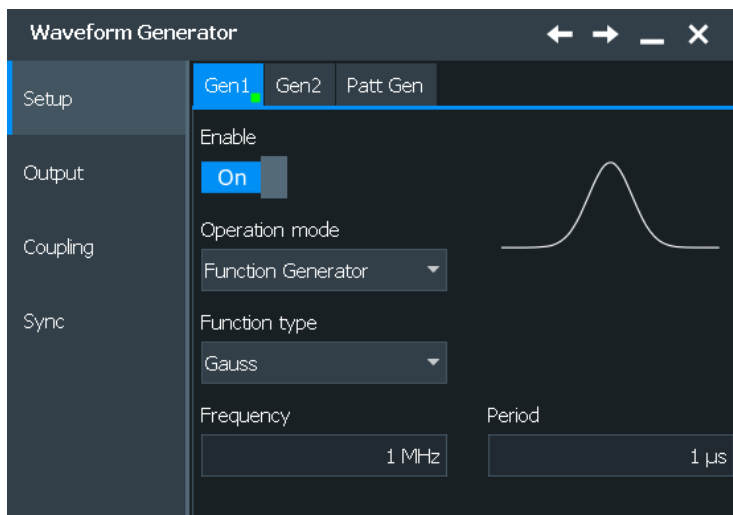 Waveform Generator
Setup
Output
Coupling
Sync
Gen1 Gen2 Patt Gen
Enable
On
Operation mode
Function Generator
Function type
Gauss
Frequency Period
1 MHz 1 µs